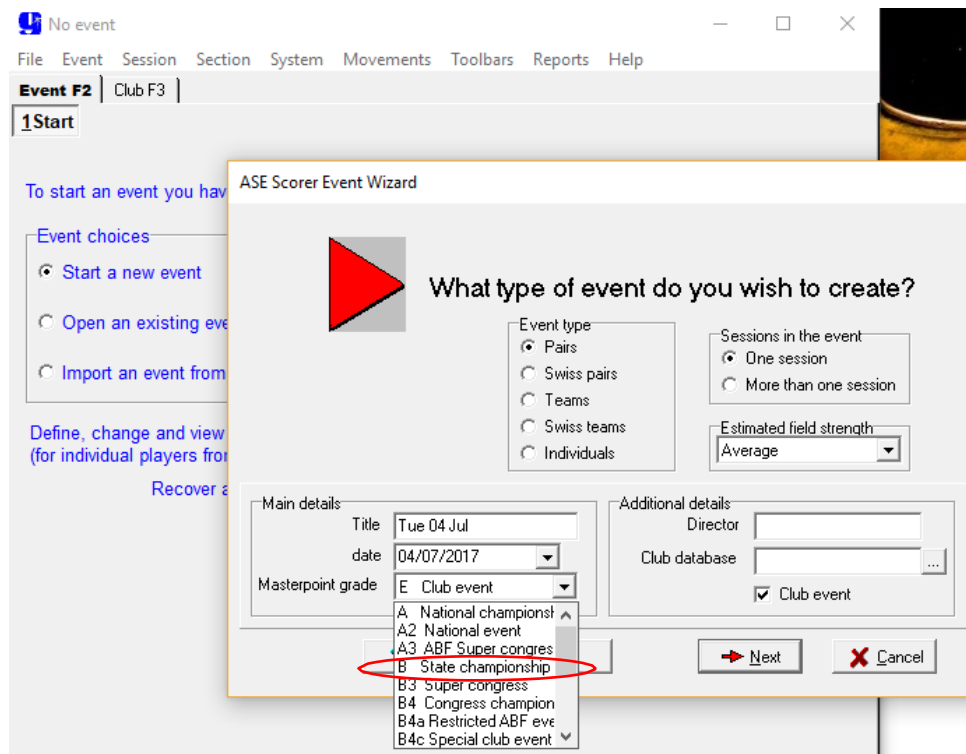 No event
File Event Session Section System Movements Toolbars Reports Help
Event F2 Club F3
1Start
To start an event you hav
Event choices
Start a new event
Open an existing eve
Import an event from
Define, change and view
(for individual players fro
Recover a
ASE Scorer Event Wizard
What type of event do you wish to create?
Event type
Pairs
Swiss pairs
Teams
Swiss teams
Individuals
Sessions in the event
One session
More than one session
Estimated field strength
Average
Main details
Title Tue 04 Jul
date 04/07/2017
Masterpoint grade E Club event
A National champions
A2 National event
A3 ABF Super congres
B State championship
B3 Super congress
B4 Congress champion
B4a Restricted ABF eve
B4c Special club event
Additional details
Director
Club database ...
Club event
Next Cancel